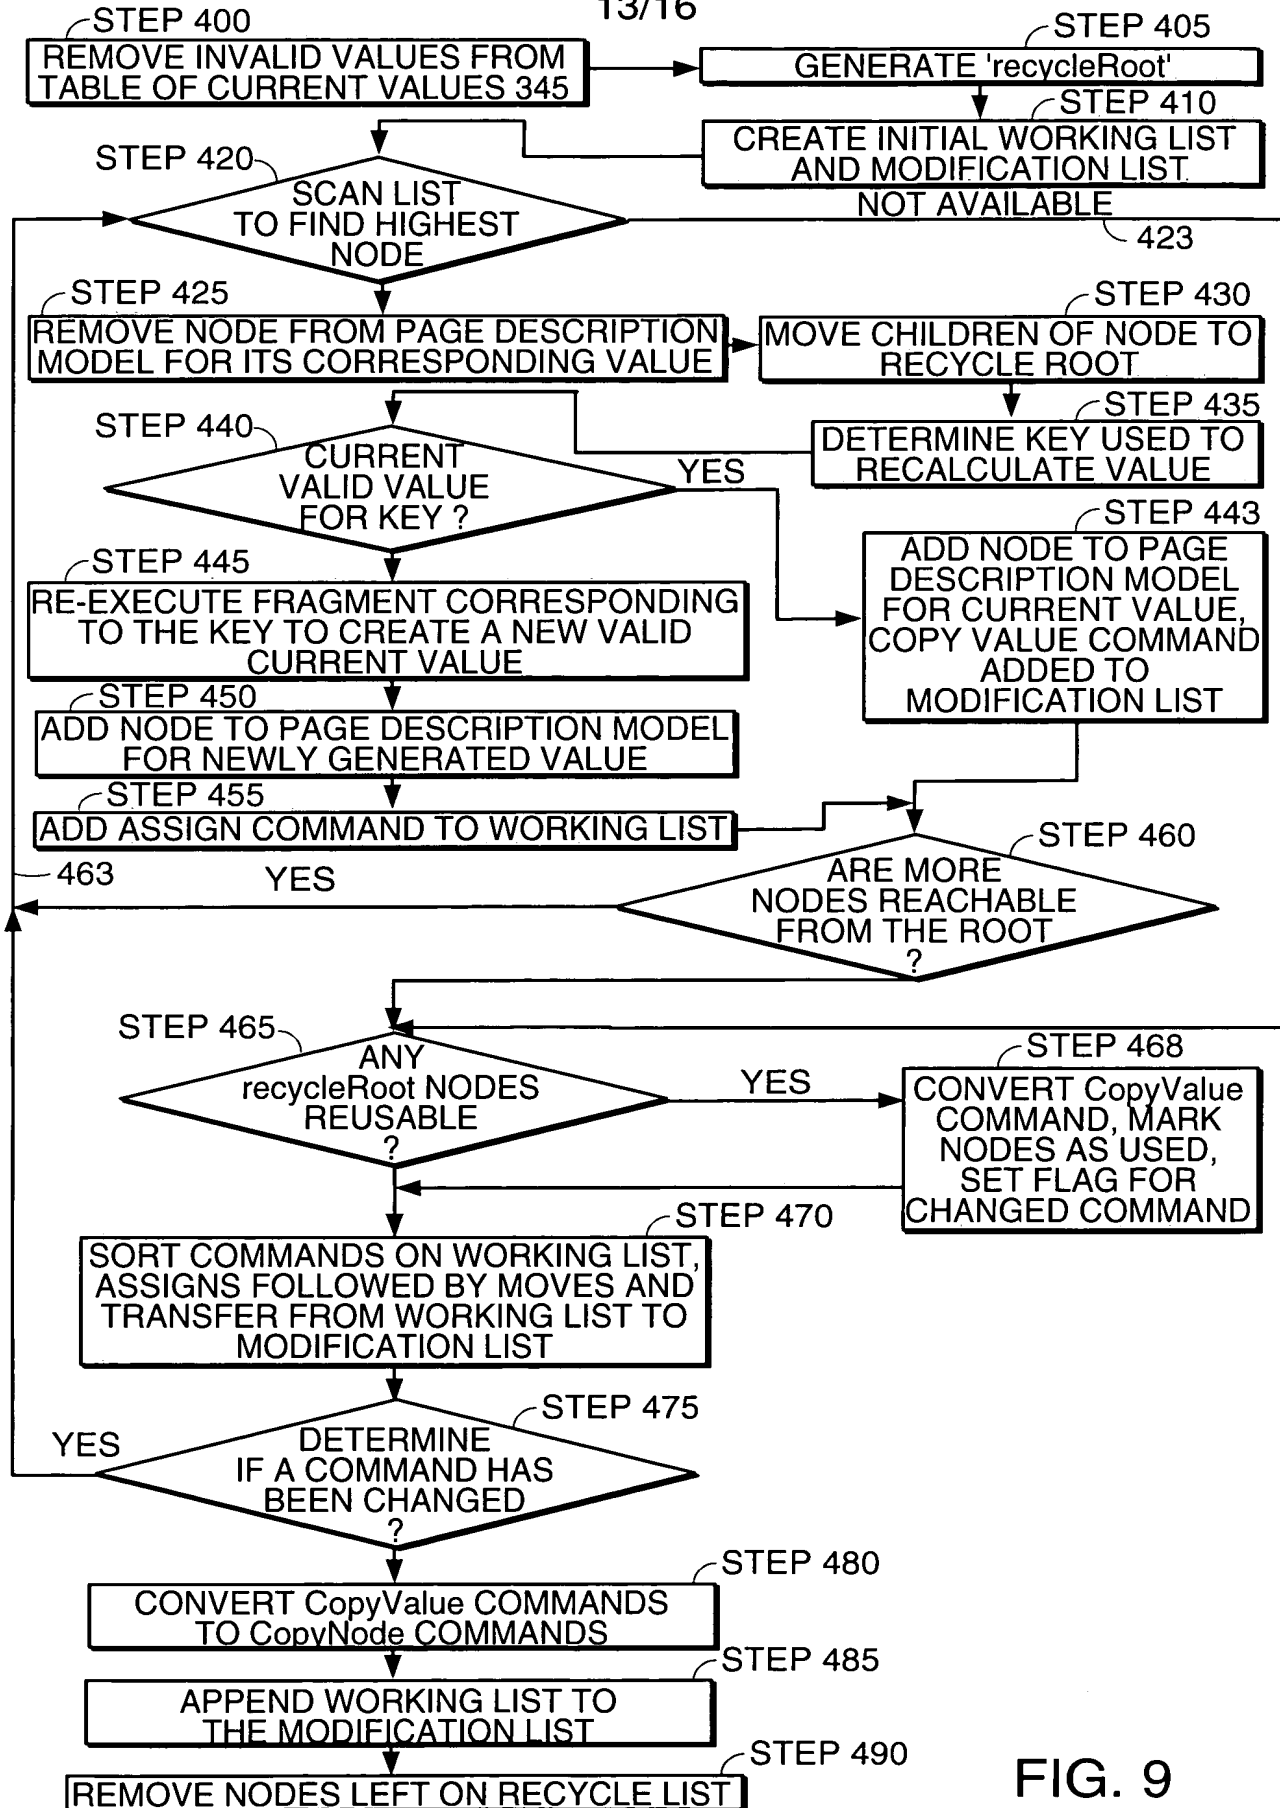 13/16
STEP 400
REMOVE INVALID VALUES FROM
TABLE OF CURRENT VALUES 345
STEP 405
GENERATE 'recycleRoot'
STEP 410
CREATE INITIAL WORKING LIST
AND MODIFICATION LIST
STEP 420
SCAN LIST
TO FIND HIGHEST
NODE
NOT AVAILABLE
423
STEP 425
REMOVE NODE FROM PAGE DESCRIPTION
MODEL FOR ITS CORRESPONDING VALUE
STEP 430
MOVE CHILDREN OF NODE TO
RECYCLE ROOT
STEP 435
DETERMINE KEY USED TO
RECALCULATE VALUE
STEP 440
CURRENT
VALID VALUE
FOR KEY ?
YES
STEP 443
ADD NODE TO PAGE
DESCRIPTION MODEL
FOR CURRENT VALUE,
COPY VALUE COMMAND
ADDED TO
MODIFICATION LIST
STEP 445
RE-EXECUTE FRAGMENT CORRESPONDING
TO THE KEY TO CREATE A NEW VALID
CURRENT VALUE
STEP 450
ADD NODE TO PAGE DESCRIPTION MODEL
FOR NEWLY GENERATED VALUE
STEP 455
ADD ASSIGN COMMAND TO WORKING LIST
STEP 460
ARE MORE
NODES REACHABLE
FROM THE ROOT
?
463
YES
STEP 465
ANY
recycleRoot NODES
REUSABLE
?
YES
STEP 468
CONVERT CopyValue
COMMAND, MARK
NODES AS USED,
SET FLAG FOR
CHANGED COMMAND
STEP 470
SORT COMMANDS ON WORKING LIST,
ASSIGNS FOLLOWED BY MOVES AND
TRANSFER FROM WORKING LIST TO
MODIFICATION LIST
STEP 475
DETERMINE
IF A COMMAND HAS
BEEN CHANGED
?
YES
STEP 480
CONVERT CopyValue COMMANDS
TO CopyNode COMMANDS
STEP 485
APPEND WORKING LIST TO
THE MODIFICATION LIST
STEP 490
REMOVE NODES LEFT ON RECYCLE LIST
FIG. 9